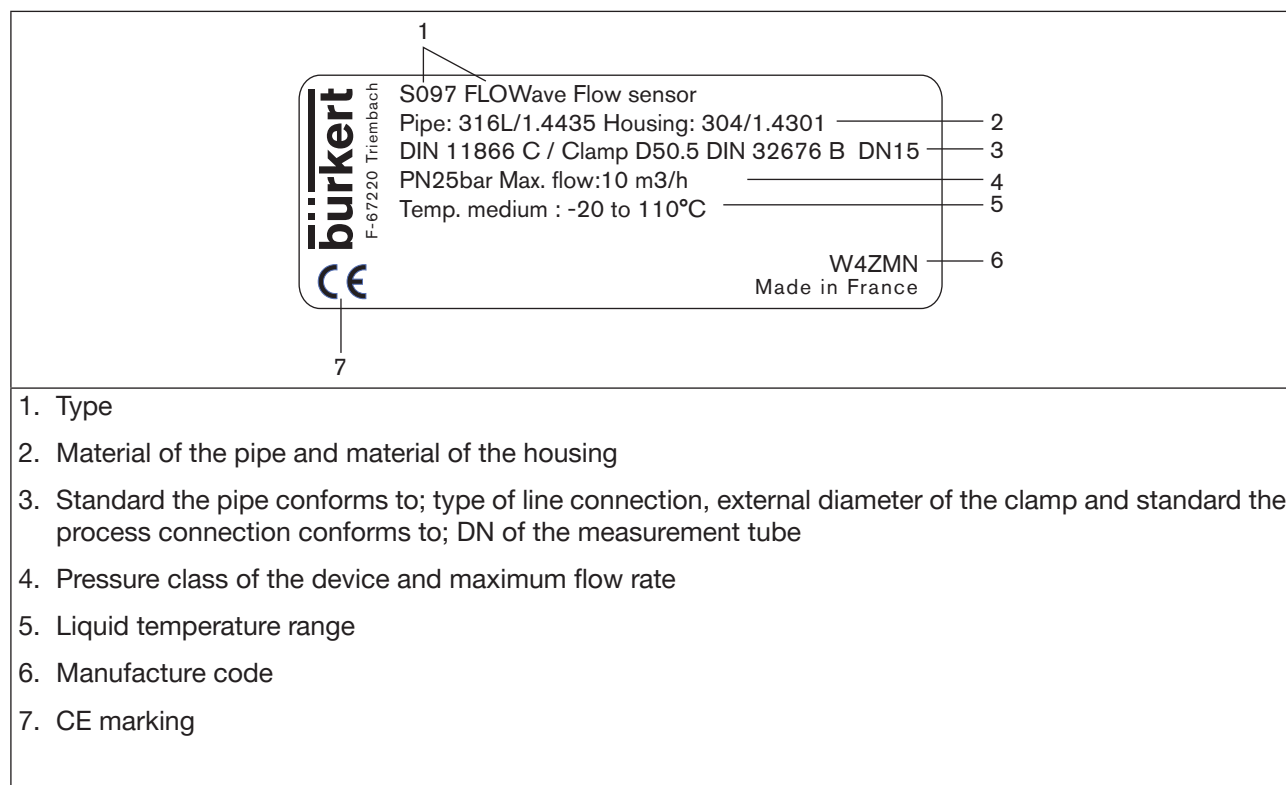 1
bürkert
F-67220 Triembach
S097 FLOWave Flow sensor
Pipe: 316L/1.4435 Housing: 304/1.4301
2
DIN 11866 C / Clamp D50.5 DIN 32676 B DN15
3
PN25bar Max. flow:10 m3/h
4
Temp. medium : -20 to 110°C
5
W4ZMN
6
Made in France
CE
7
1. Type
2. Material of the pipe and material of the housing
3. Standard the pipe conforms to; type of line connection, external diameter of the clamp and standard the
process connection conforms to; DN of the measurement tube
4. Pressure class of the device and maximum flow rate
5. Liquid temperature range
6. Manufacture code
7. CE marking